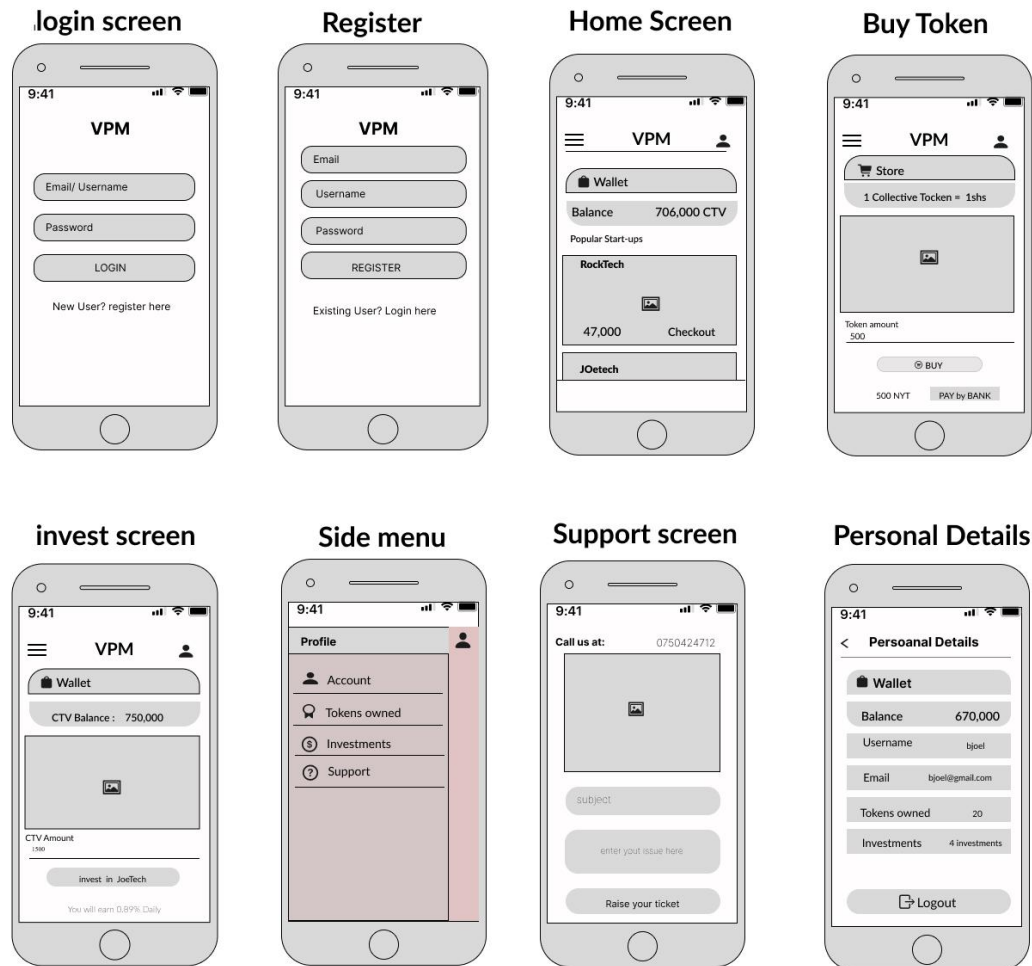 login screen
9:41
VPM
Email/ Username
Password
LOGIN
New User? register here
Register
9:41
VPM
Email
Username
Password
REGISTER
Existing User? Login here
Home Screen
9:41
VPM
Wallet
Balance 706,000 CTV
Popular Start-ups
RockTech
47,000 Checkout
JOetech
Buy Token
9:41
VPM
Store
1 Collective Tocken = 1shs
Token amount
500
BUY
500 NYT PAY by BANK
invest screen
9:41
VPM
Wallet
CTV Balance : 750,000
CTV Amount
1500
invest in JoeTech
You will earn 0.89% Daily
Side menu
9:41
Profile
Account
Tokens owned
Investments
Support
Support screen
9:41
Call us at: 0750424712
subject
enter yout issue here
Raise your ticket
Personal Details
9:41
< Persoanal Details
Wallet
Balance 670,000
Username bjoel
Email bjoel@gmail.com
Tokens owned 20
Investments 4 investments
Logout